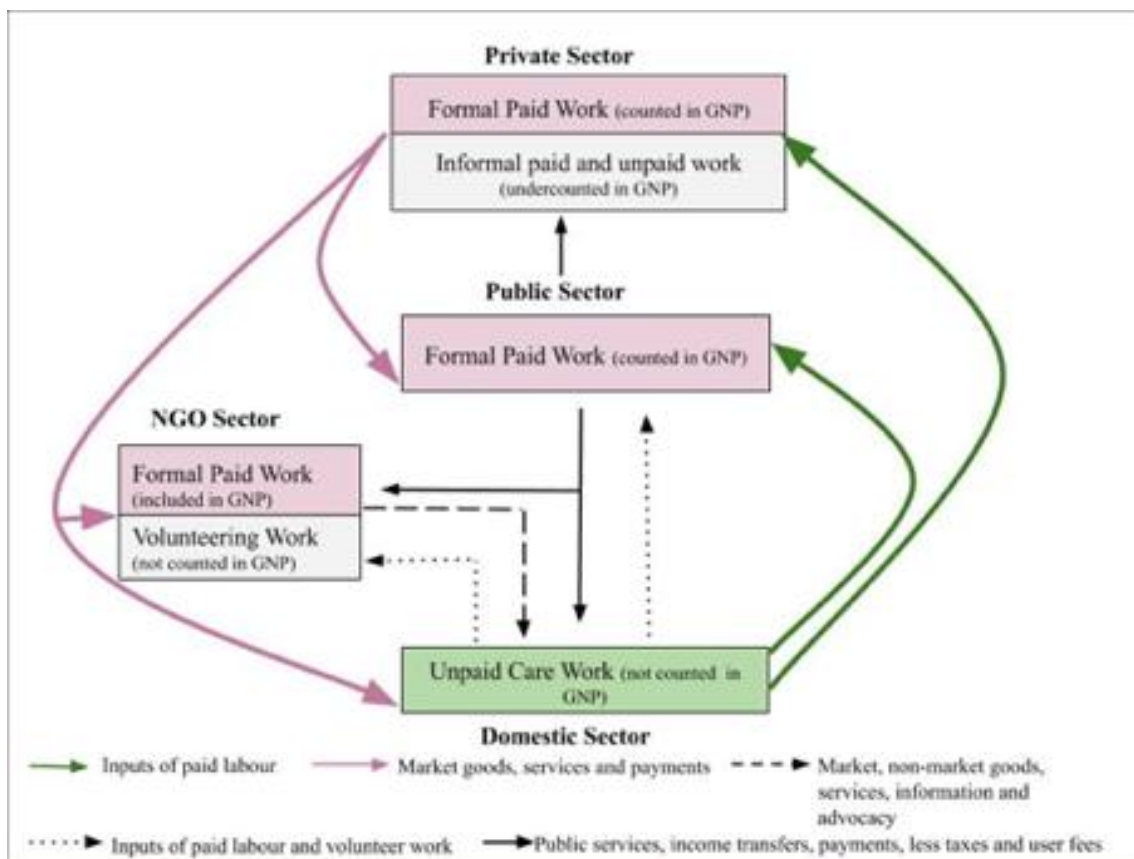 Private Sector
Formal Paid Work (counted in GNP)
Informal paid and unpaid work
(undercounted in GNP)
Public Sector
Formal Paid Work (counted in GNP)
NGO Sector
Formal Paid Work
(included in GNP)
Volunteering Work
(not counted in GNP)
Unpaid Care Work (not counted in
GNP)
Domestic Sector
Inputs of paid labour
Market goods, services and payments
Market, non-market goods,
services, information and
advocacy
Inputs of paid labour and volunteer work
Public services, income transfers, payments, less taxes and user fees